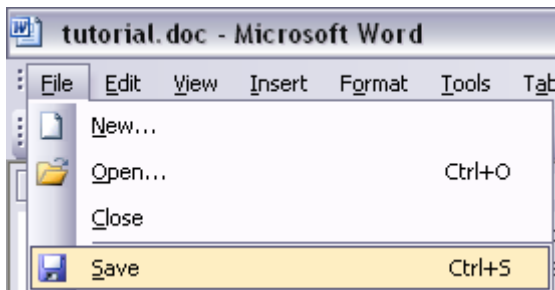 tutorial.doc - Microsoft Word
File Edit View Insert Format Tools
New...
Open... Ctrl+O
Close
Save Ctrl+S